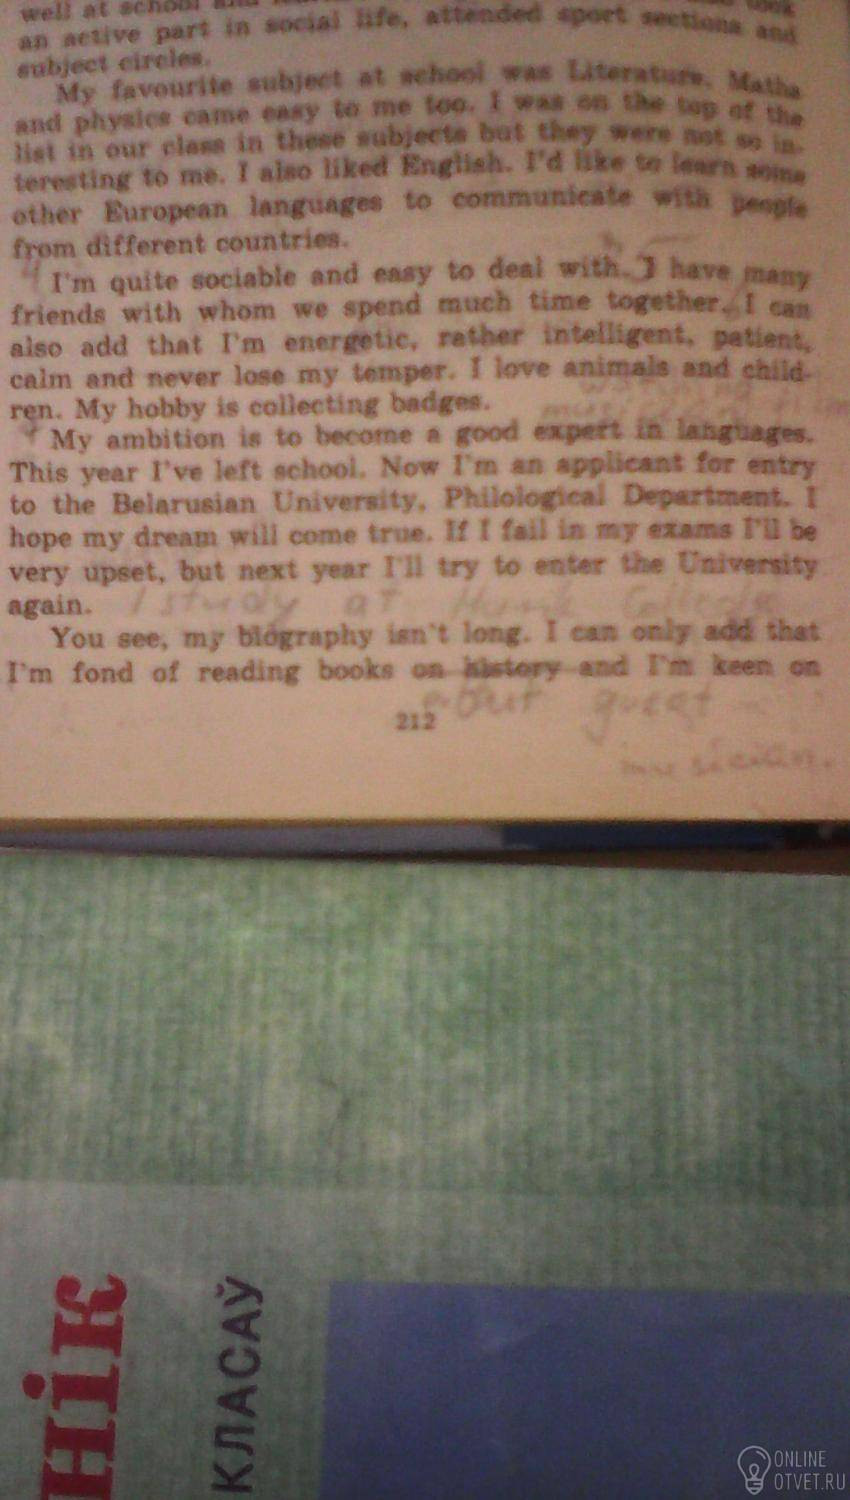 well at school and
an active part in social life, attended sport sections and
subject circles.
My favourite subject at school was Literature. Maths
and physics came easy to me too. I was on the top of the
list in our class in these subjects but they were not so in-
teresting to me. I also liked English. I'd like to learn some
other European languages to communicate with people
from different countries.
I'm quite sociable and easy to deal with. I have many
friends with whom we spend much time together. I can
also add that I'm energetic, rather intelligent, patient,
calm and never lose my temper. I love animals and child-
ren. My hobby is collecting badges.
My ambition is to become a good expert in languages.
This year I've left school. Now I'm an applicant for entry
to the Belarusian University, Philological Department. I
hope my dream will come true. If I fail in my exams I'll be
very upset, but next year I'll try to enter the University
again. I study at College
You see, my biography isn't long. I can only add that
I'm fond of reading books on history and I'm keen on
about great
musician.
212
нік
КЛАСАЎ
ONLINE
OTVET.RU